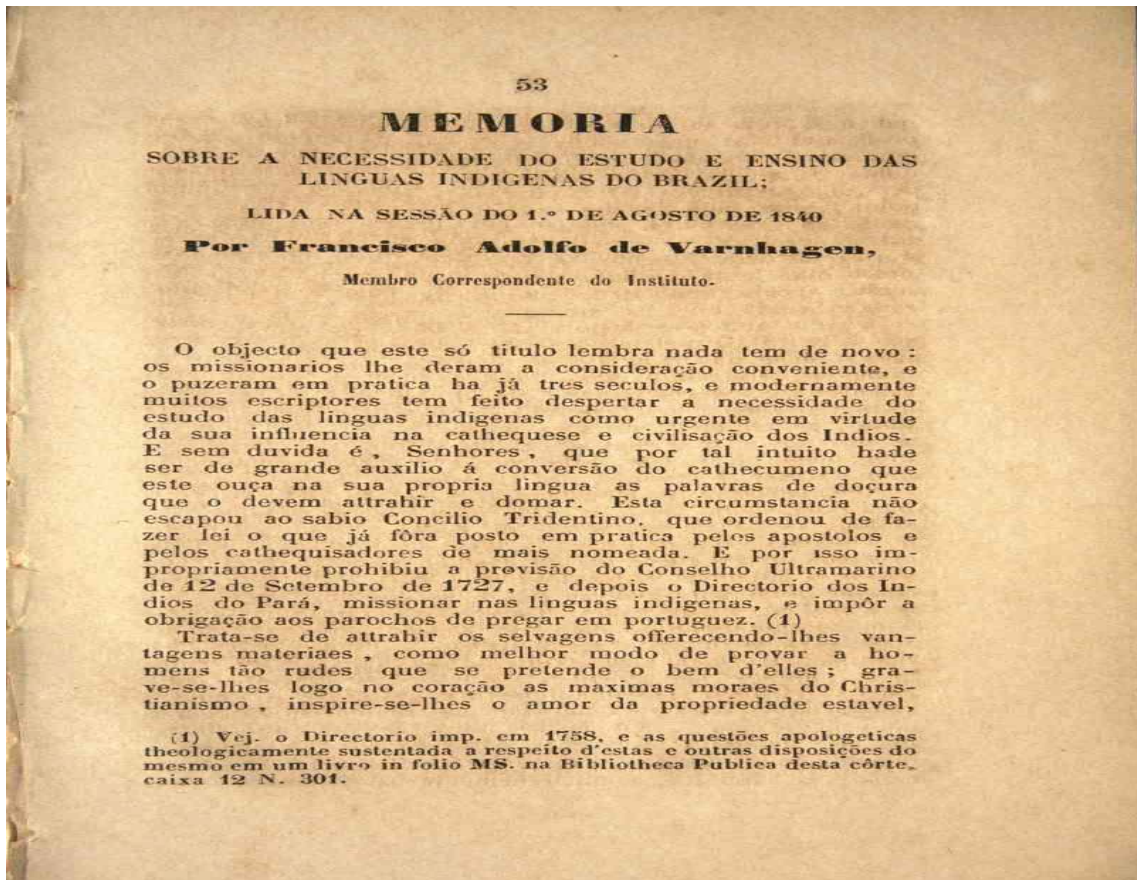 53
MEMORIA
SOBRE A NECESSIDADE DO ESTUDO E ENSINO DAS
LINGUAS INDIGENAS DO BRAZIL;
LIDA NA SESSÃO DO 1.º DE AGOSTO DE 1840
Por Francisco Adolfo de Varnhagen,
Membro Correspondente do Instituto.
O objecto que este só titulo lembra nada tem de novo :
os missionarios lhe deram a consideração conveniente, e
o puzeram em pratica ha já tres seculos, e modernamente
muitos escriptores tem feito despertar a necessidade do
estudo das linguas indigenas como urgente em virtude
da sua influencia na cathequese e civilisação dos Indios.
E sem duvida é , Senhores , que por tal intuito hade
ser de grande auxilio á conversão do cathecumeno que
este ouça na sua propria lingua as palavras de doçura
que o devem attrahir e domar. Esta circumstancia não
escapou ao sabio Concilio Tridentino, que ordenou de fa-
zer lei o que já fôra posto em pratica pelos apostolos e
pelos cathequisadores de mais nomeada. E por isso im-
propriamente prohibiu a provisão do Conselho Ultramarino
de 12 de Setembro de 1727, e depois o Directorio dos In-
dios do Pará, missionar nas linguas indigenas, e impôr a
obrigação aos parochos de pregar em portuguez. (1)
Trata-se de attrahir os selvagens offerecendo-lhes van-
tagens materiaes , como melhor modo de provar a ho-
mens tão rudes que se pretende o bem d'elles ; gra-
ve-se-lhes logo no coração as maximas moraes do Chris-
tianismo , inspire-se-lhes o amor da propriedade estavel,
(1) Vej. o Directorio imp. em 1758, e as questões apologeticas
theologicamente sustentada a respeito d'estas e outras disposições do
mesmo em um livro in folio MS. na Bibliotheca Publica desta côrte,
caixa 12 N. 301.